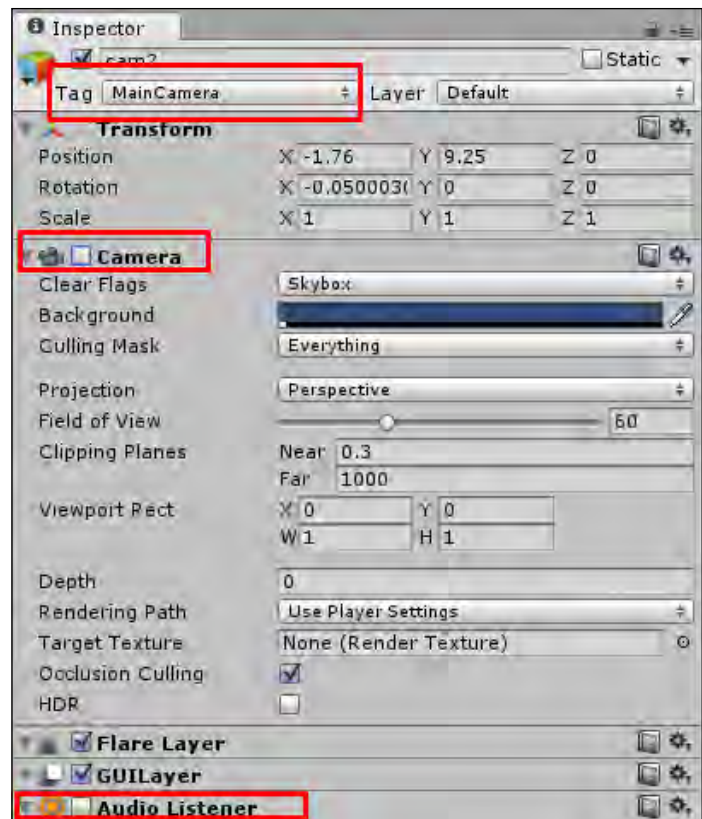 Inspector
cam2 Static
Tag MainCamera Layer Default
Transform
Position X -1.76 Y 9.25 Z 0
Rotation X -0.050003( Y 0 Z 0
Scale X 1 Y 1 Z 1
Camera
Clear Flags Skybox
Background
Culling Mask Everything
Projection Perspective
Field of View 60
Clipping Planes Near 0.3
Far 1000
Viewport Rect X 0 Y 0
W 1 H 1
Depth 0
Rendering Path Use Player Settings
Target Texture None (Render Texture)
Occlusion Culling
HDR
Flare Layer
GUILayer
Audio Listener